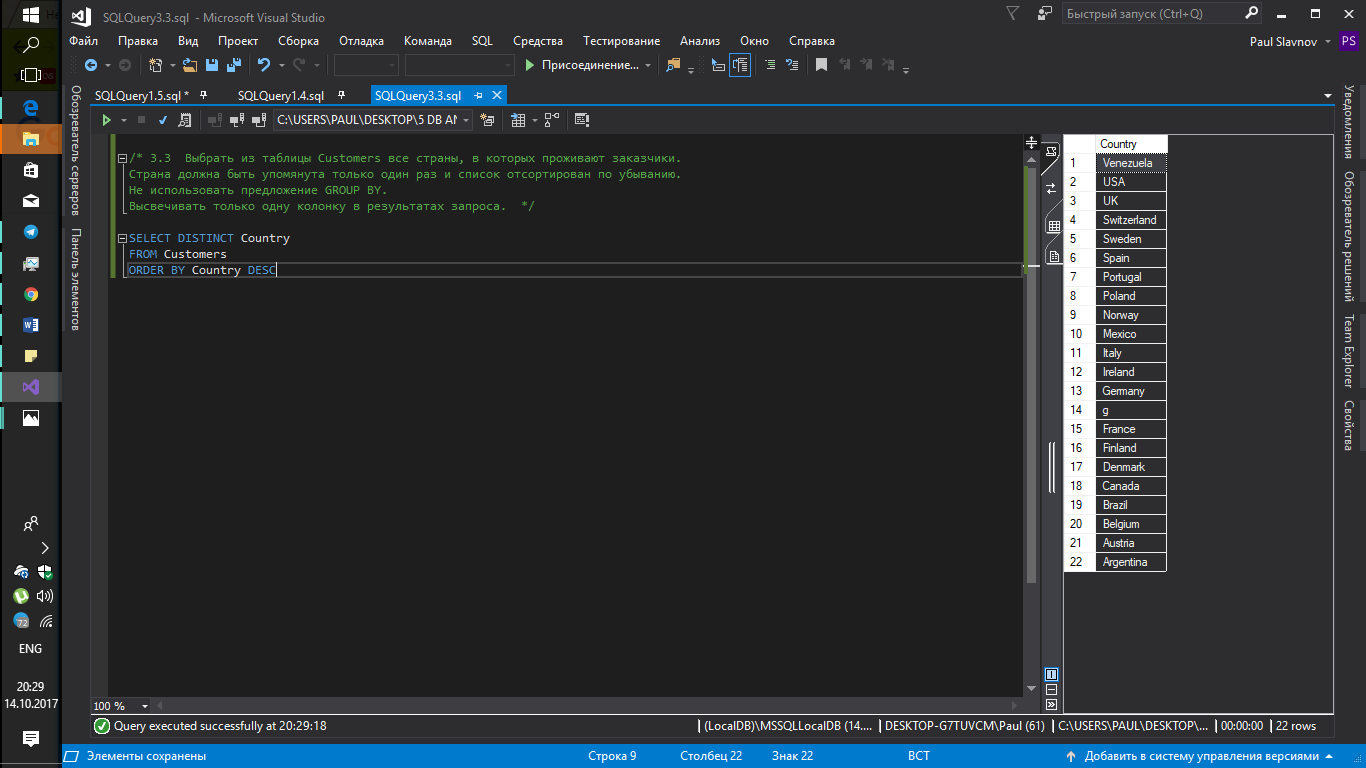 SQLQuery3.3.sql - Microsoft Visual Studio
Быстрый запуск (Ctrl+Q)
Файл Правка Вид Проект Сборка Отладка Команда SQL Средства Тестирование Анализ Окно Справка
Paul Slavnov
PS
Присоединение...
SQLQuery1.5.sql *
SQLQuery1.4.sql
SQLQuery3.3.sql
C:\USERS\PAUL\DESKTOP\5 DB AN
Обозреватель серверов
Панель элементов
/* 3.3 Выбрать из таблицы Customers все страны, в которых проживают заказчики.
Страна должна быть упомянута только один раз и список отсортирован по убыванию.
Не использовать предложение GROUP BY.
Высвечивать только одну колонку в результатах запроса. */
SELECT DISTINCT Country
FROM Customers
ORDER BY Country DESC
Country
1 Venezuela
2 USA
3 UK
4 Switzerland
5 Sweden
6 Spain
7 Portugal
8 Poland
9 Norway
10 Mexico
11 Italy
12 Ireland
13 Germany
14 g
15 France
16 Finland
17 Denmark
18 Canada
19 Brazil
20 Belgium
21 Austria
22 Argentina
Уведомления
Обозреватель решений
Team Explorer
Свойства
100 %
Query executed successfully at 20:29:18
(LocalDB)\MSSQLLocalDB (14....
DESKTOP-G7TUVCM\Paul (61)
C:\USERS\PAUL\DESKTOP\...
00:00:00
22 rows
Элементы сохранены
Строка 9
Столбец 22
Знак 22
ВСТ
Добавить в систему управления версиями
72
ENG
20:29
14.10.2017